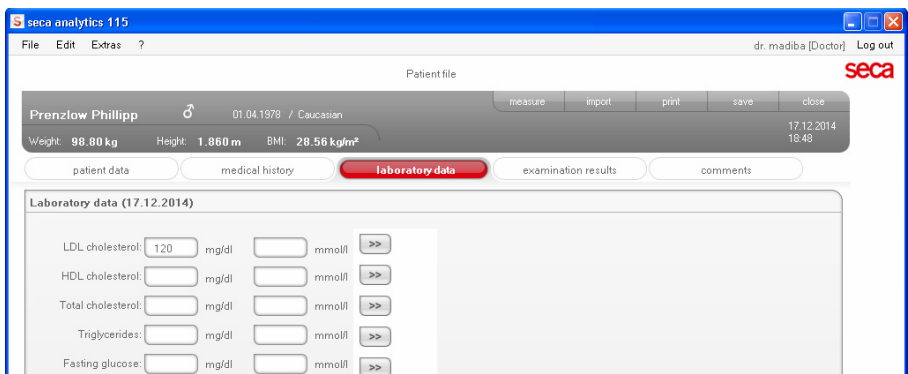 seca analytics 115
File Edit Extras ? dr. madiba [Doctor] Log out
Patient file seca
measure import print save close
Prenzlow Phillipp ♂ 01.04.1978 / Caucasian
17.12.2014
18:48
Weight: 98.80 kg Height: 1.860 m BMI: 28.56 kg/m²
patient data medical history laboratory data examination results comments
Laboratory data (17.12.2014)
LDL cholesterol: 120 mg/dl mmol/l >>
HDL cholesterol: mg/dl mmol/l >>
Total cholesterol: mg/dl mmol/l >>
Triglycerides: mg/dl mmol/l >>
Fasting glucose: mg/dl mmol/l >>